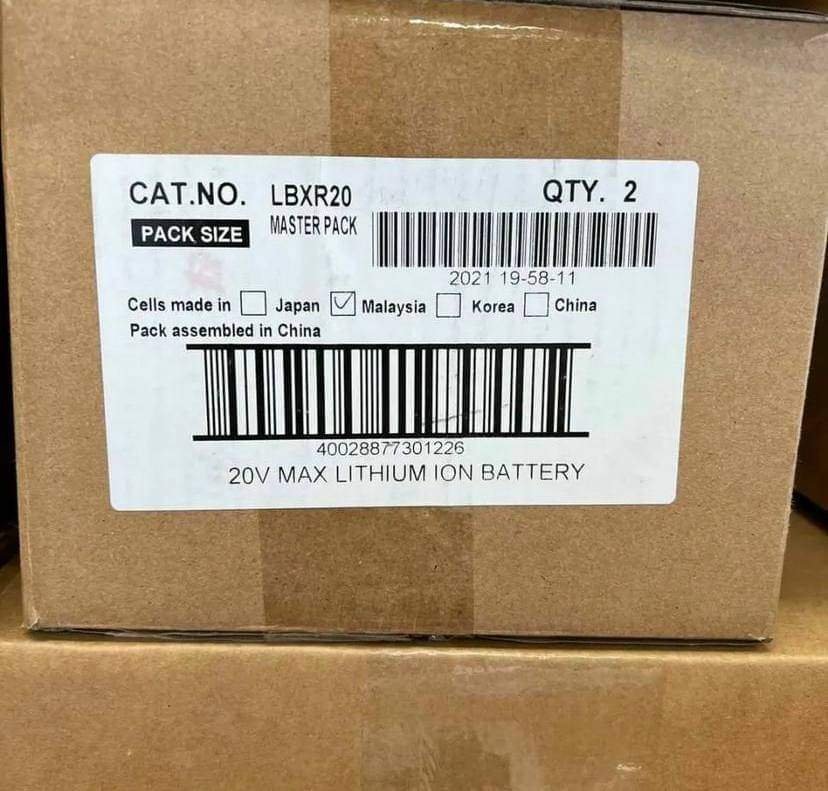 CAT.NO. LBXR20 QTY. 2
PACK SIZE MASTER PACK
2021 19-58-11
Cells made in Japan Malaysia Korea China
Pack assembled in China
40028877301226
20V MAX LITHIUM ION BATTERY